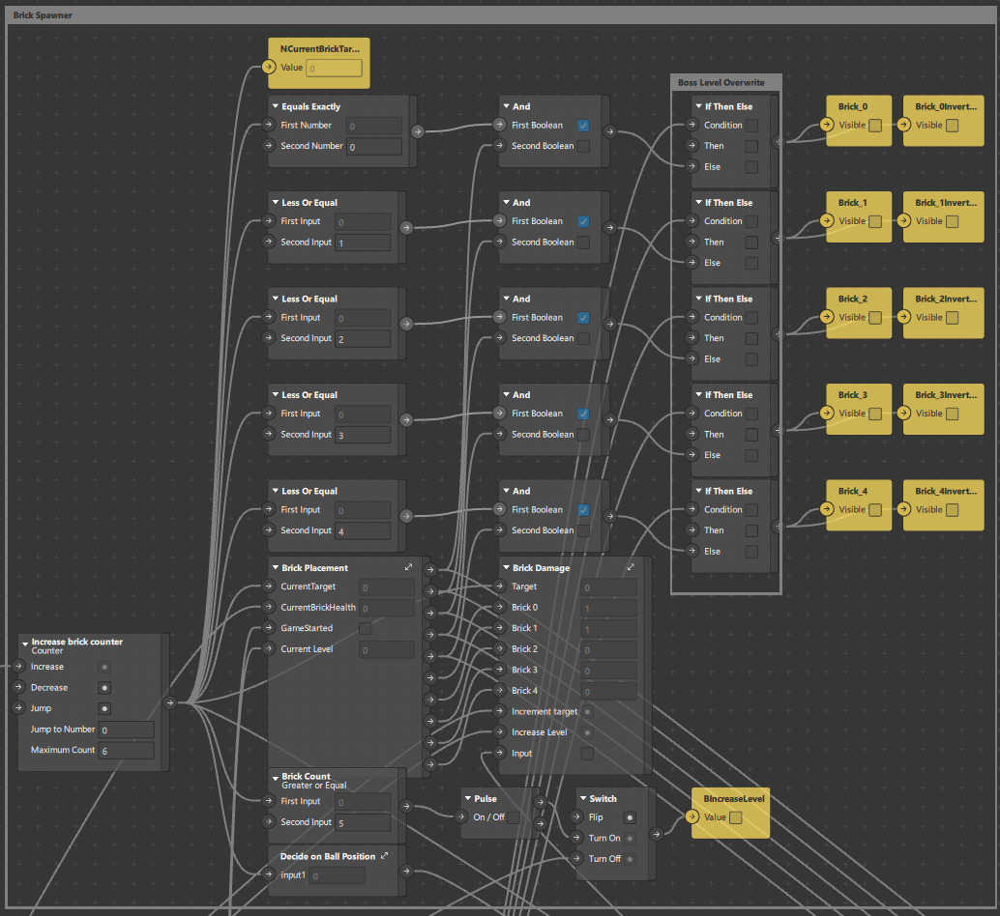 Brick Spawner
NCurrentBrickTar...
Value 0
Equals Exactly
First Number 0
Second Number 0
And
First Boolean
Second Boolean
Boss Level Overwrite
If Then Else
Condition
Then
Else
Brick_0
Visible
Brick_0Invert...
Visible
Less Or Equal
First Input 0
Second Input 1
And
First Boolean
Second Boolean
If Then Else
Condition
Then
Else
Brick_1
Visible
Brick_1Invert...
Visible
Less Or Equal
First Input 0
Second Input 2
And
First Boolean
Second Boolean
If Then Else
Condition
Then
Else
Brick_2
Visible
Brick_2Invert...
Visible
Less Or Equal
First Input 0
Second Input 3
And
First Boolean
Second Boolean
If Then Else
Condition
Then
Else
Brick_3
Visible
Brick_3Invert...
Visible
Less Or Equal
First Input 0
Second Input 4
And
First Boolean
Second Boolean
If Then Else
Condition
Then
Else
Brick_4
Visible
Brick_4Invert...
Visible
Brick Placement
CurrentTarget 0
CurrentBrickHealth 0
GameStarted
Current Level 0
Brick Damage
Target 0
Brick 0 1
Brick 1 1
Brick 2 0
Brick 3 0
Brick 4 0
Increment target
Increase Level
Input
Increase brick counter
Counter
Increase
Decrease
Jump
Jump to Number 0
Maximum Count 6
Brick Count
Greater or Equal
First Input 0
Second Input 5
Pulse
On / Off
Switch
Flip
Turn On
Turn Off
BIncreaseLevel
Value
Decide on Ball Position
input1 0